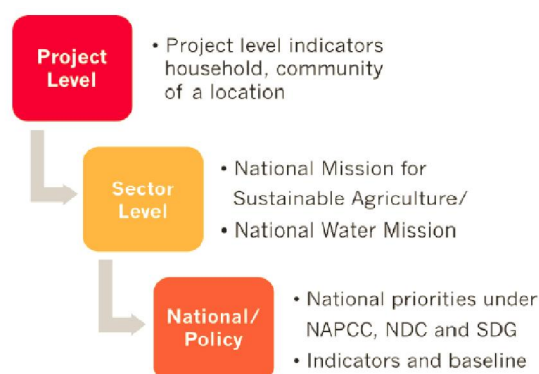 Project
Level
• Project level indicators
household, community
of a location
Sector
Level
• National Mission for
Sustainable Agriculture/
• National Water Mission
National/
Policy
• National priorities under
NAPCC, NDC and SDG
• Indicators and baseline